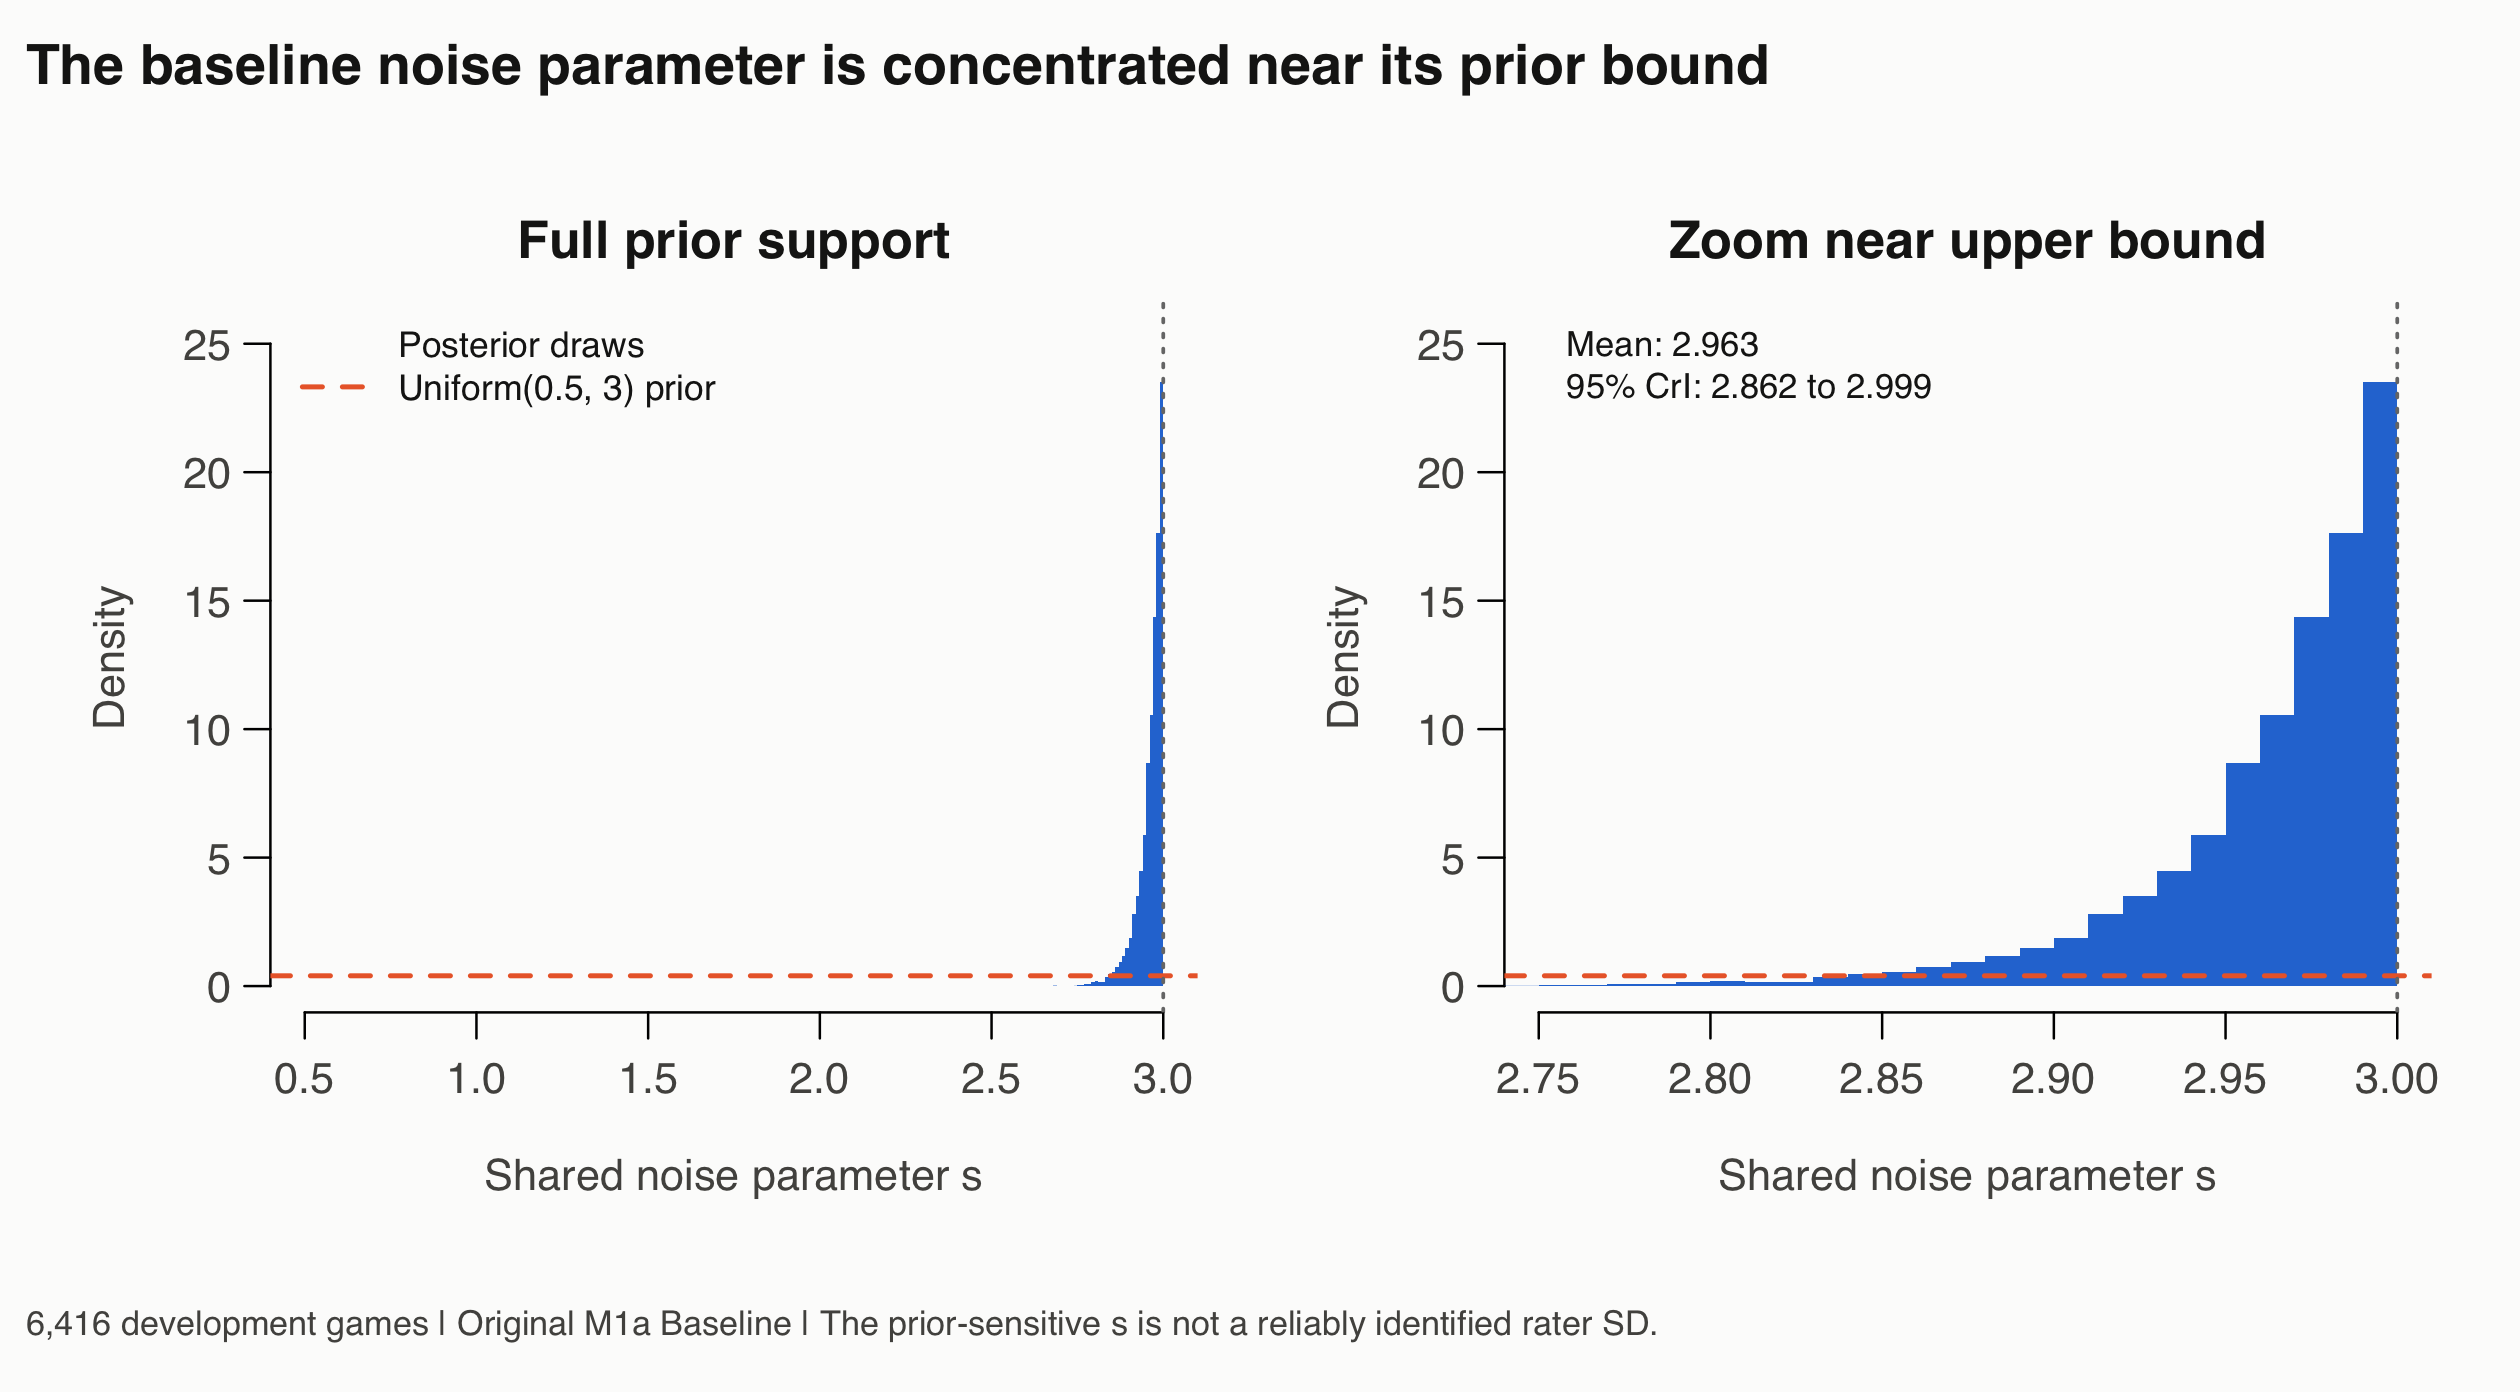 The baseline noise parameter is concentrated near its prior bound
Full prior support
Posterior draws
Uniform(0.5, 3) prior
25
20
15
10
5
0
Density
0.5 1.0 1.5 2.0 2.5 3.0
Shared noise parameter s
Zoom near upper bound
Mean: 2.963
95% CrI: 2.862 to 2.999
25
20
15
10
5
0
Density
2.75 2.80 2.85 2.90 2.95 3.00
Shared noise parameter s
6,416 development games | Original M1a Baseline | The prior-sensitive s is not a reliably identified rater SD.